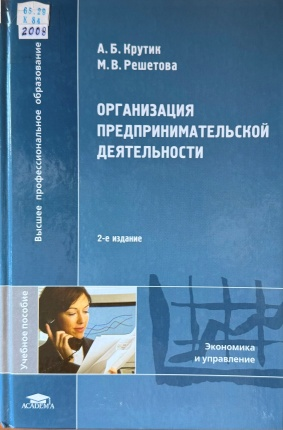 65.29
К 84
2008
А. Б. Крутик
М. В. Решетова
ОРГАНИЗАЦИЯ
ПРЕДПРИНИМАТЕЛЬСКОЙ
ДЕЯТЕЛЬНОСТИ
2-е издание
Высшее профессиональное образование
Учебное пособие
Экономика
и управление
ACADEMA